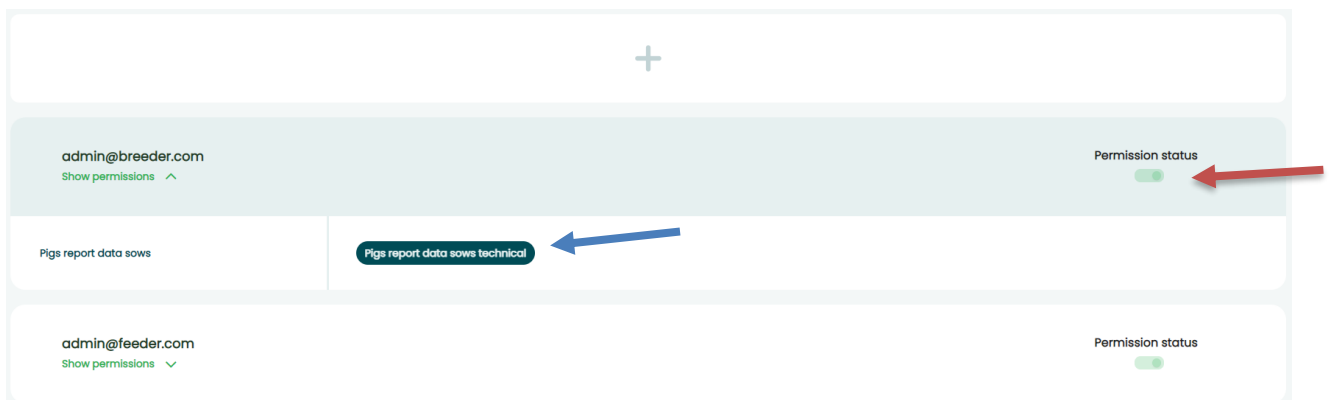 admin@breeder.com
Permission status
Show permissions
Pigs report data sows
Pigs report data sows technical
admin@feeder.com
Permission status
Show permissions